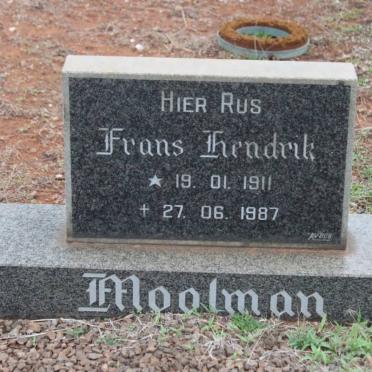 Hier Rus
Frans Hendrik
* 19. 01. 1911
+ 27. 06. 1987
Moolman